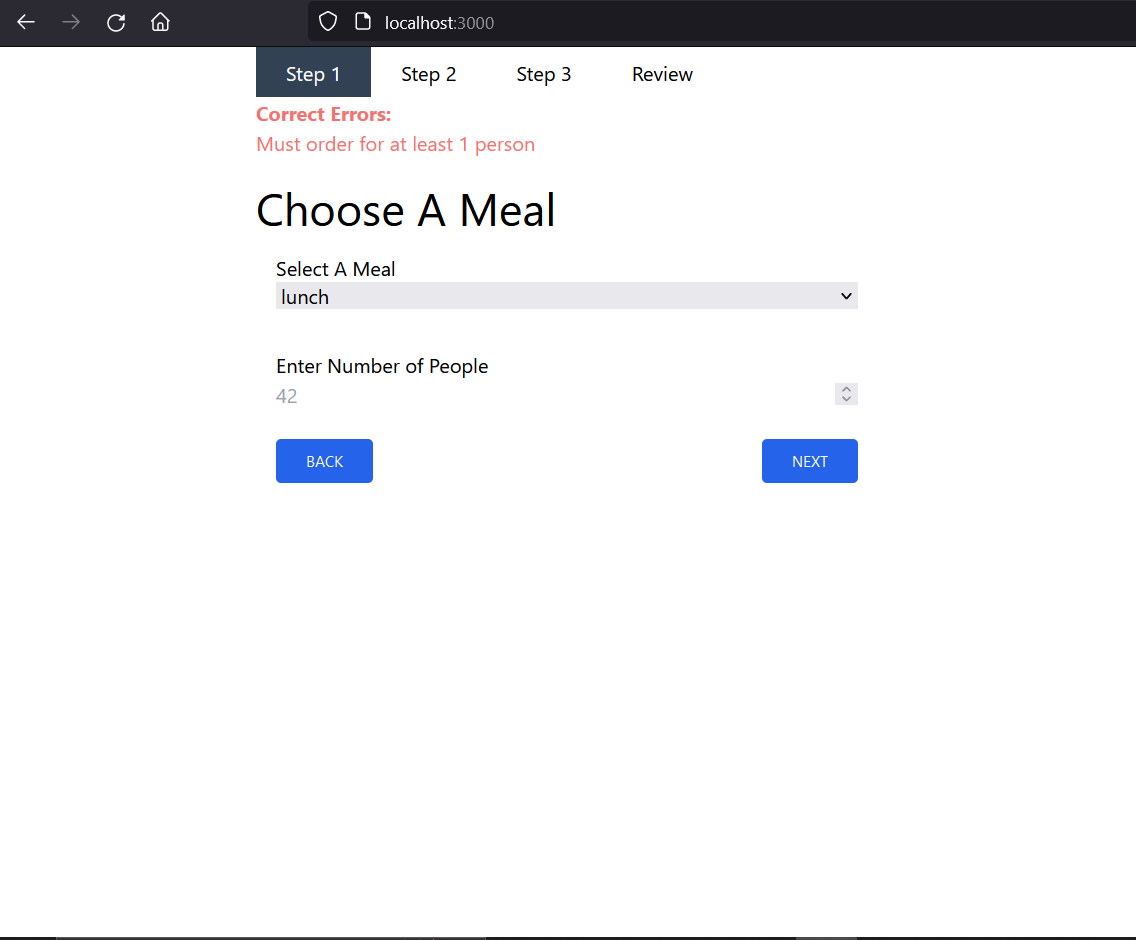 localhost:3000
Step 1 Step 2 Step 3 Review
Correct Errors:
Must order for at least 1 person
Choose A Meal
Select A Meal
lunch
Enter Number of People
42
BACK NEXT